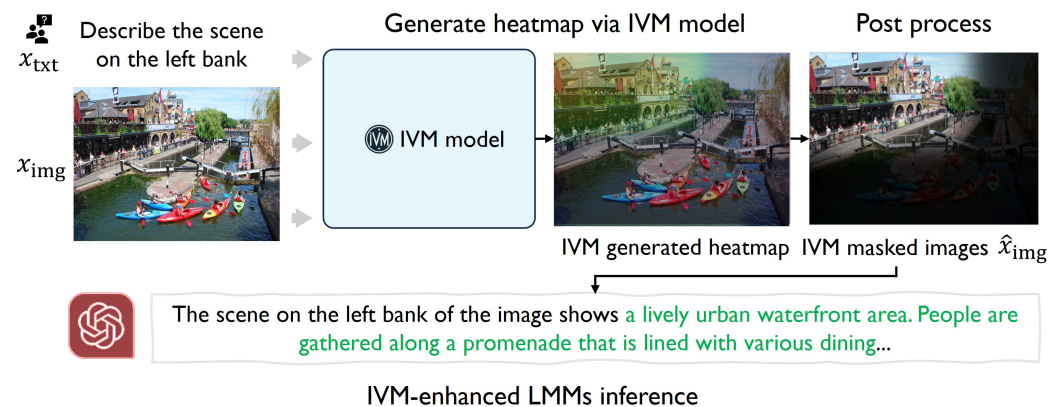 Describe the scene
on the left bank
x_txt
x_img
Generate heatmap via IVM model
IVM IVM model
IVM generated heatmap
Post process
IVM masked images x̂_img
The scene on the left bank of the image shows a lively urban waterfront area. People are
gathered along a promenade that is lined with various dining...
IVM-enhanced LMMs inference